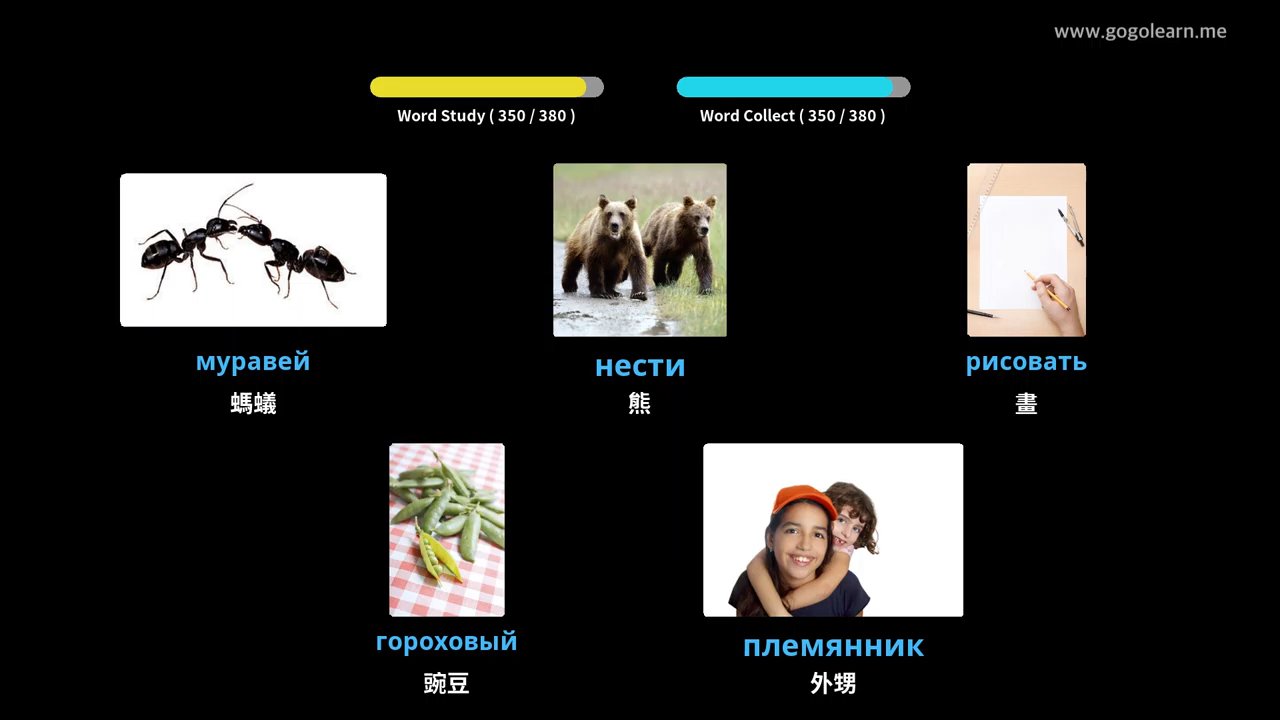 www.gogolearn.me
Word Study ( 350 / 380 )
Word Collect ( 350 / 380 )
муравей
螞蟻
нести
熊
рисовать
畫
гороховый
豌豆
племянник
外甥